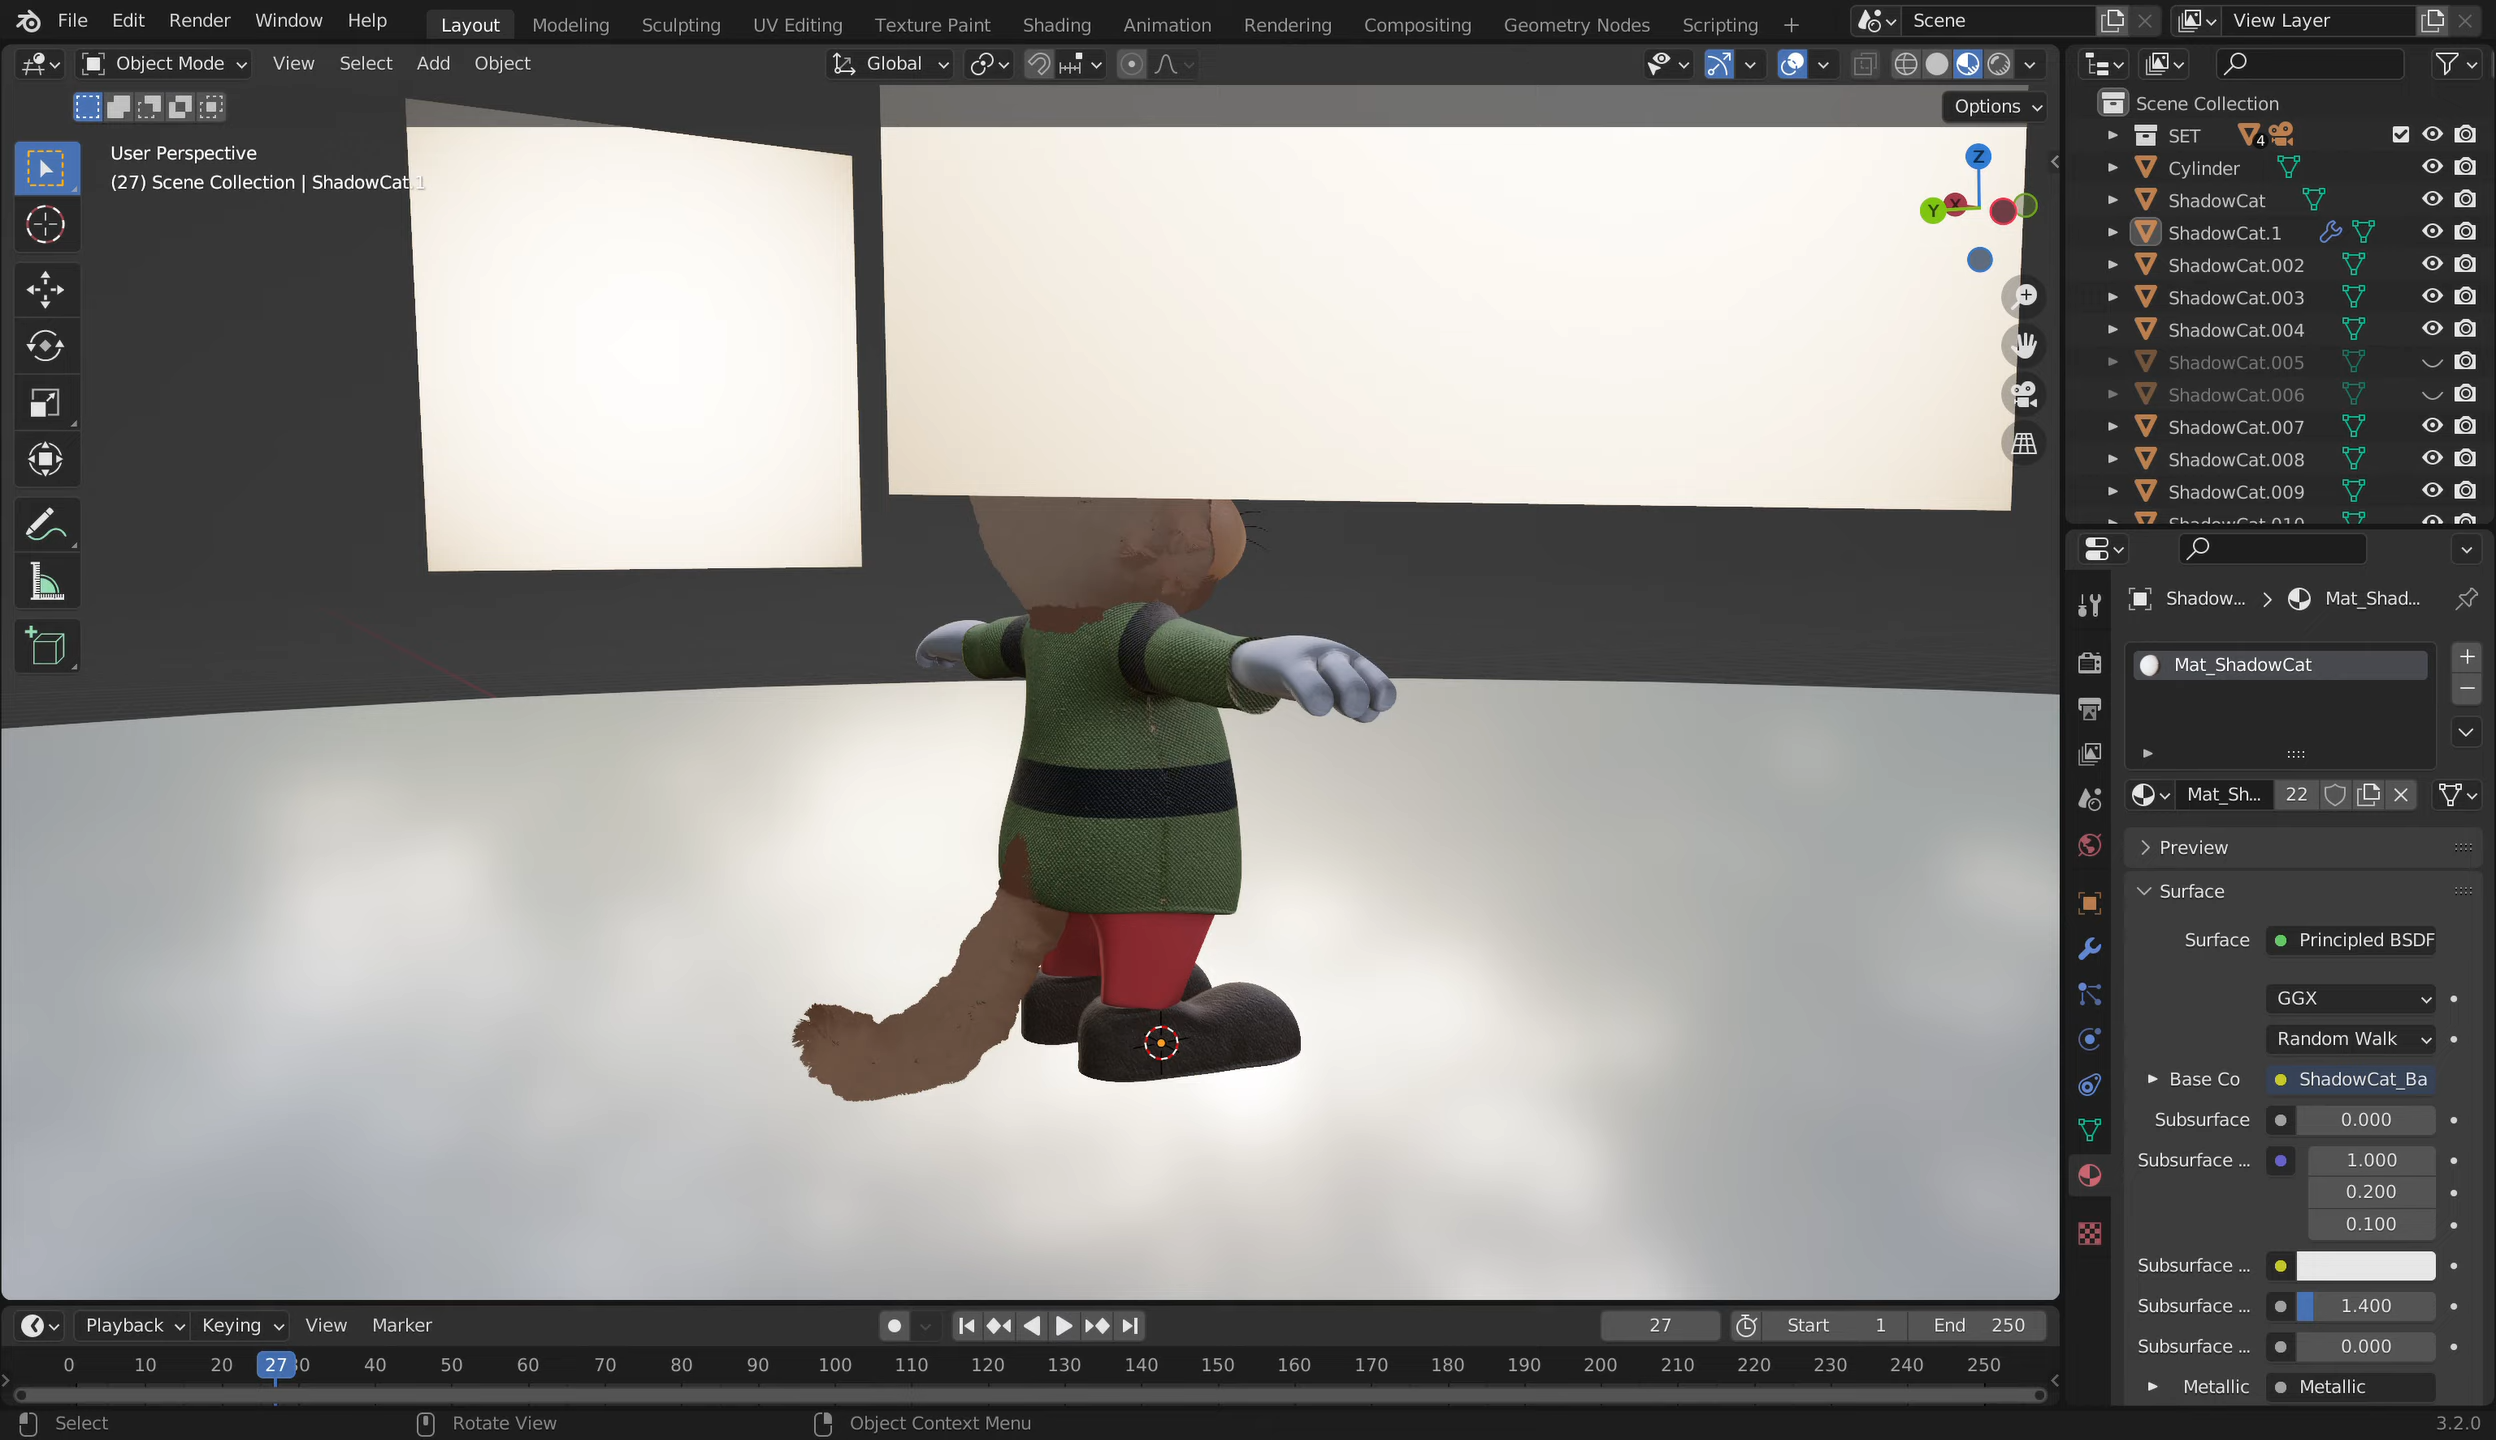 File Edit Render Window Help
Layout Modeling Sculpting UV Editing Texture Paint Shading Animation Rendering Compositing Geometry Nodes Scripting +
Scene
View Layer
Object Mode View Select Add Object
Global
Options
User Perspective
(27) Scene Collection | ShadowCat.1
Z
Y X
Scene Collection
SET 4
Cylinder
ShadowCat
ShadowCat.1
ShadowCat.002
ShadowCat.003
ShadowCat.004
ShadowCat.005
ShadowCat.006
ShadowCat.007
ShadowCat.008
ShadowCat.009
Shadow... > Mat_Shad...
Mat_ShadowCat
Mat_Sh... 22
Preview
Surface
Surface Principled BSDF
GGX
Random Walk
Base Co ShadowCat_Ba
Subsurface 0.000
Subsurface ... 1.000
0.200
0.100
Subsurface ...
Subsurface ... 1.400
Subsurface ... 0.000
Metallic Metallic
Playback Keying View Marker
27 Start 1 End 250
0 10 20 27 40 50 60 70 80 90 100 110 120 130 140 150 160 170 180 190 200 210 220 230 240 250
Select Rotate View Object Context Menu 3.2.0